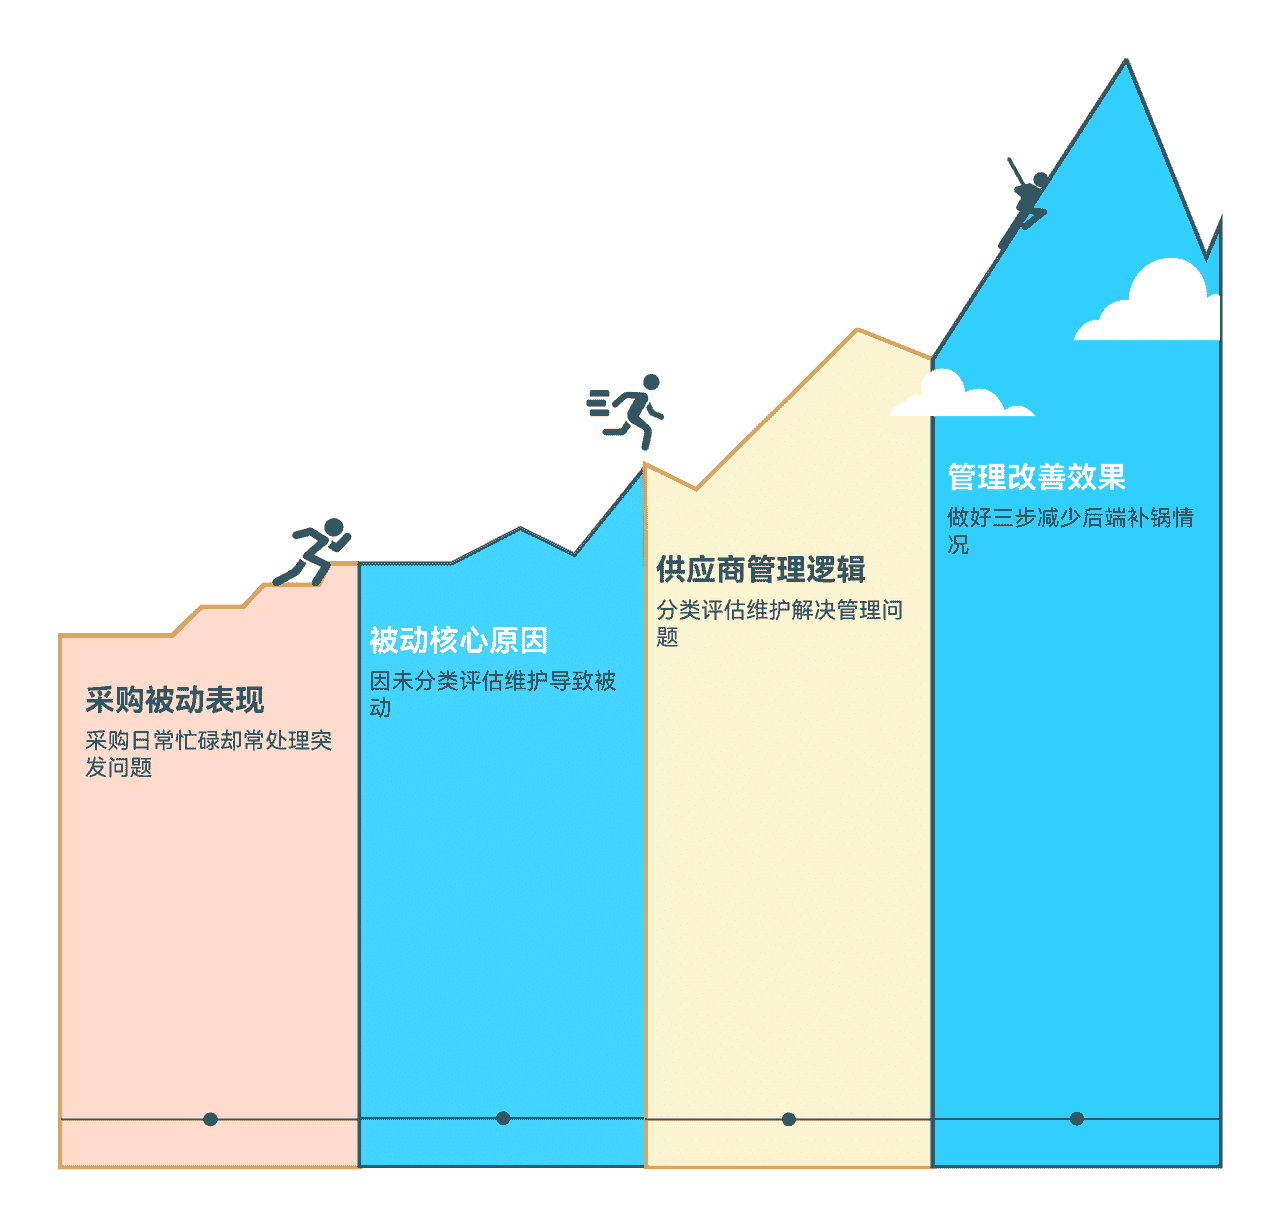 采购被动表现
采购日常忙碌却常处理突
发问题
被动核心原因
因未分类评估维护导致被
动
供应商管理逻辑
分类评估维护解决管理问
题
管理改善效果
做好三步减少后端补锅情
况